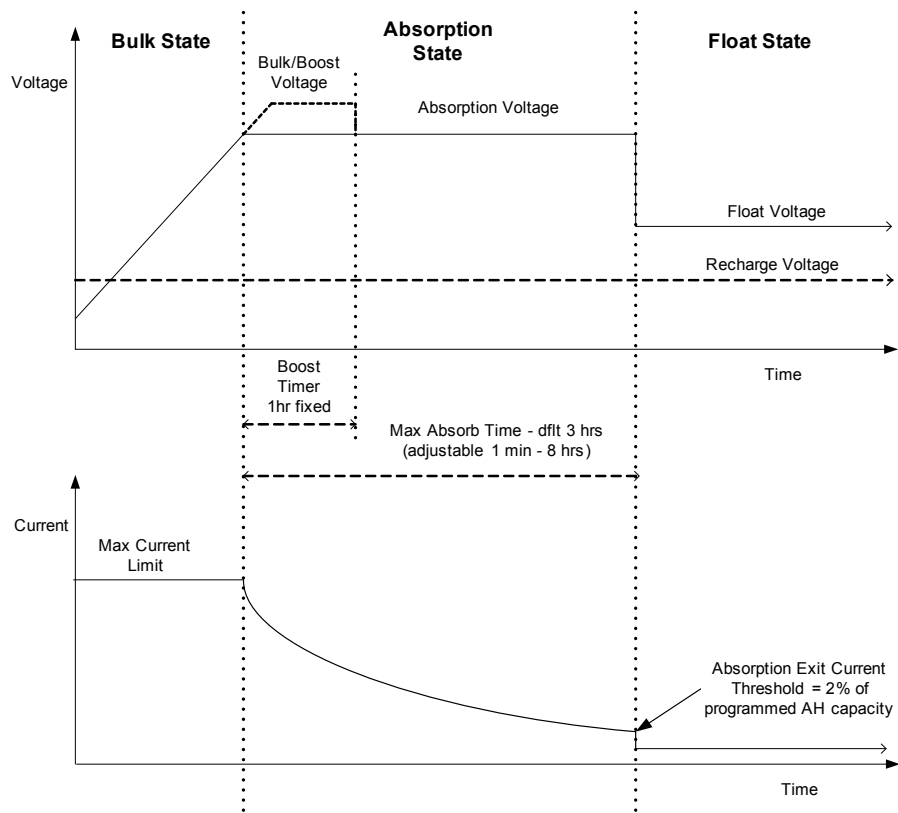 Bulk State
Absorption
State
Float State
Voltage
Bulk/Boost
Voltage
Absorption Voltage
Float Voltage
Recharge Voltage
Time
Boost
Timer
1hr fixed
Max Absorb Time - dflt 3 hrs
(adjustable 1 min - 8 hrs)
Current
Max Current
Limit
Absorption Exit Current
Threshold = 2% of
programmed AH capacity
Time